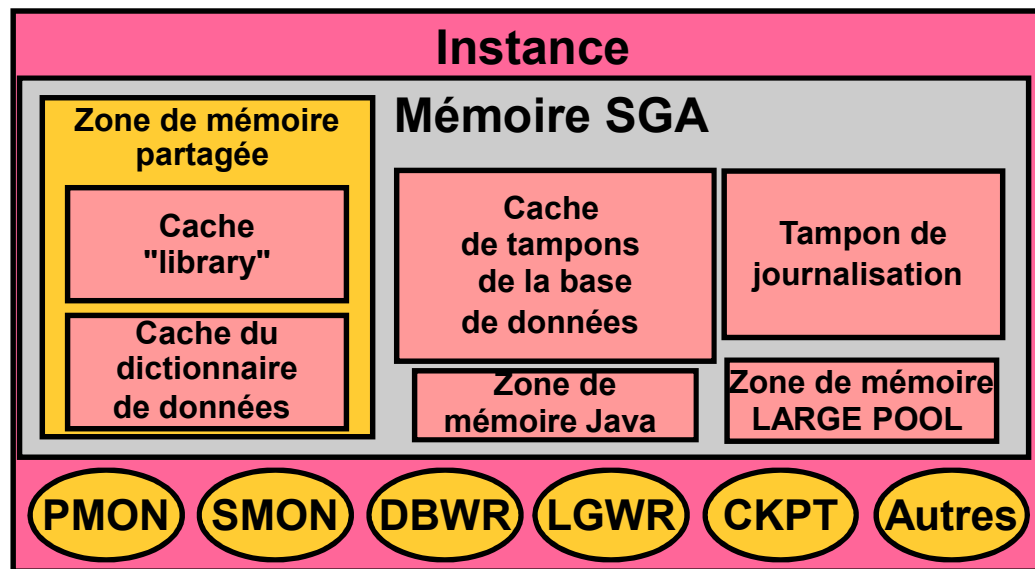 Instance
Mémoire SGA
Zone de mémoire
partagée
Cache
"library"
Cache du
dictionnaire
de données
Cache
de tampons
de la base
de données
Tampon de
journalisation
Zone de
mémoire Java
Zone de mémoire
LARGE POOL
PMON
SMON
DBWR
LGWR
CKPT
Autres